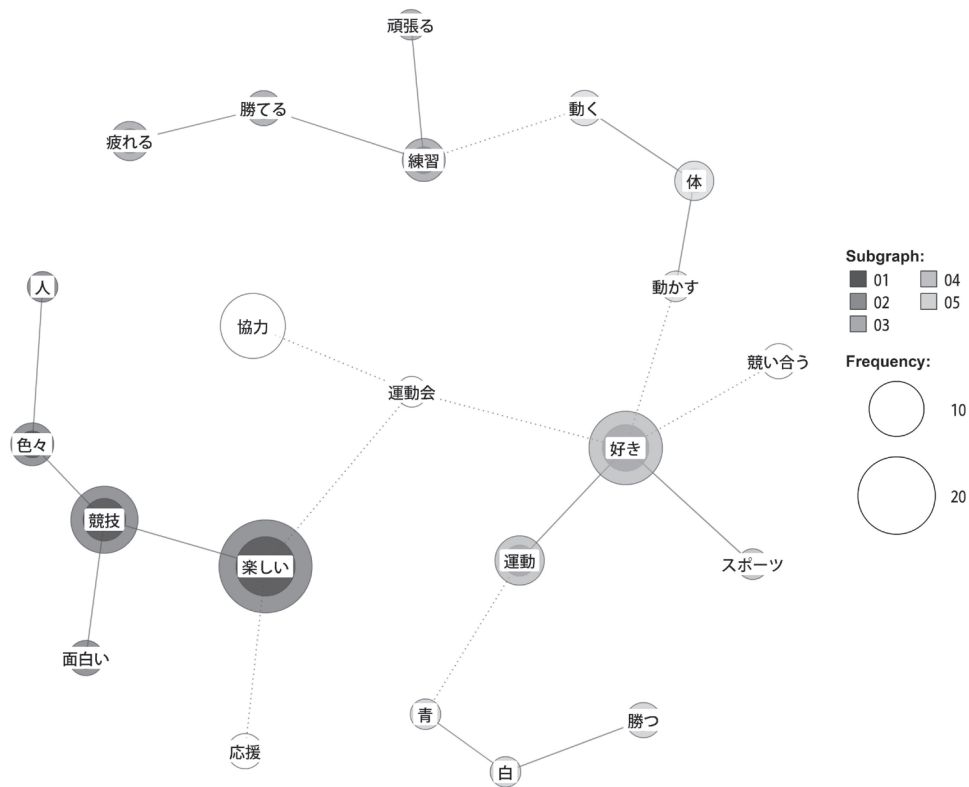 頑張る
勝てる
動く
疲れる
練習
体
人
動かす
協力
競い合う
運動会
色々
好き
競技
楽しい
運動
スポーツ
面白い
青
勝つ
応援
白
Subgraph:
01 04
02 05
03
Frequency:
10
20